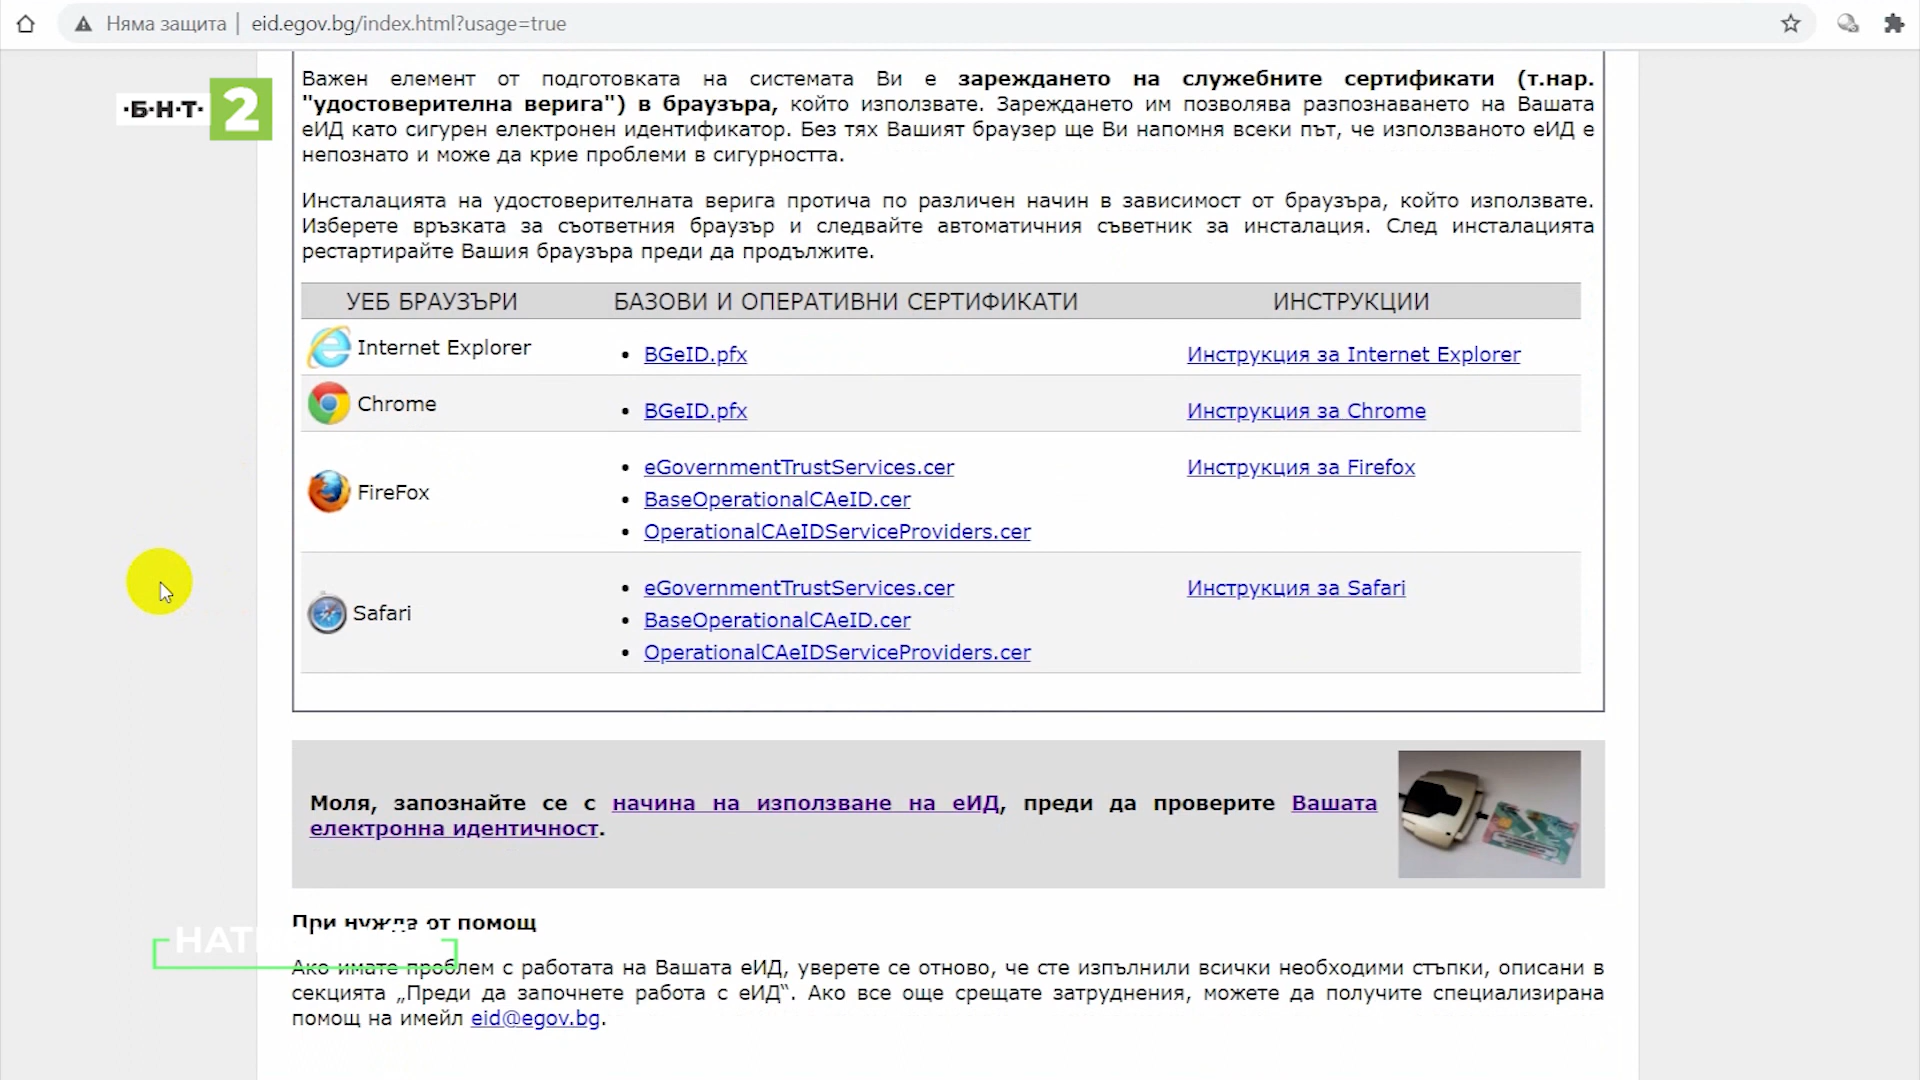 Няма защита
eid.egov.bg/index.html?usage=true
·Б·Н·Т· 2
Важен елемент от подготовката на системата Ви е зареждането на служебните сертификати (т.нар.
"удостоверителна верига") в браузъра, който използвате. Зареждането им позволява разпознаването на Вашата
еИД като сигурен електронен идентификатор. Без тях Вашият браузер ще Ви напомня всеки път, че използваното еИД е
непознато и може да крие проблеми в сигурността.
Инсталацията на удостоверителната верига протича по различен начин в зависимост от браузъра, който използвате.
Изберете връзката за съответния браузър и следвайте автоматичния съветник за инсталация. След инсталацията
рестартирайте Вашия браузъра преди да продължите.
УЕБ БРАУЗЪРИ БАЗОВИ И ОПЕРАТИВНИ СЕРТИФИКАТИ ИНСТРУКЦИИ
Internet Explorer • BGeID.pfx Инструкция за Internet Explorer
Chrome • BGeID.pfx Инструкция за Chrome
• eGovernmentTrustServices.cer Инструкция за Firefox
FireFox • BaseOperationalCAeID.cer
• OperationalCAeIDServiceProviders.cer
• eGovernmentTrustServices.cer Инструкция за Safari
Safari • BaseOperationalCAeID.cer
• OperationalCAeIDServiceProviders.cer
Моля, запознайте се с начина на използване на еИД, преди да проверите Вашата
електронна идентичност.
При нужда от помощ
Ако имате проблем с работата на Вашата еИД, уверете се отново, че сте изпълнили всички необходими стъпки, описани в
секцията „Преди да започнете работа с еИД“. Ако все още срещате затруднения, можете да получите специализирана
помощ на имейл eid@egov.bg.